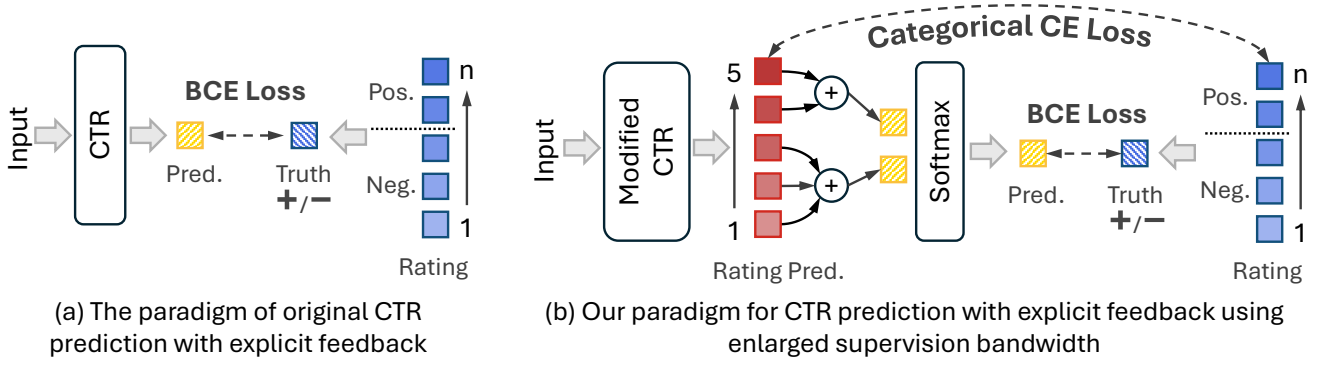 Input
CTR
BCE Loss
Pred.
Truth
+/−
Pos.
Neg.
n
1
Rating
(a) The paradigm of original CTR
prediction with explicit feedback
Categorical CE Loss
Input
Modified
CTR
5
1
Rating Pred.
+
+
Softmax
BCE Loss
Pred.
Truth
+/−
Pos.
Neg.
n
1
Rating
(b) Our paradigm for CTR prediction with explicit feedback using
enlarged supervision bandwidth